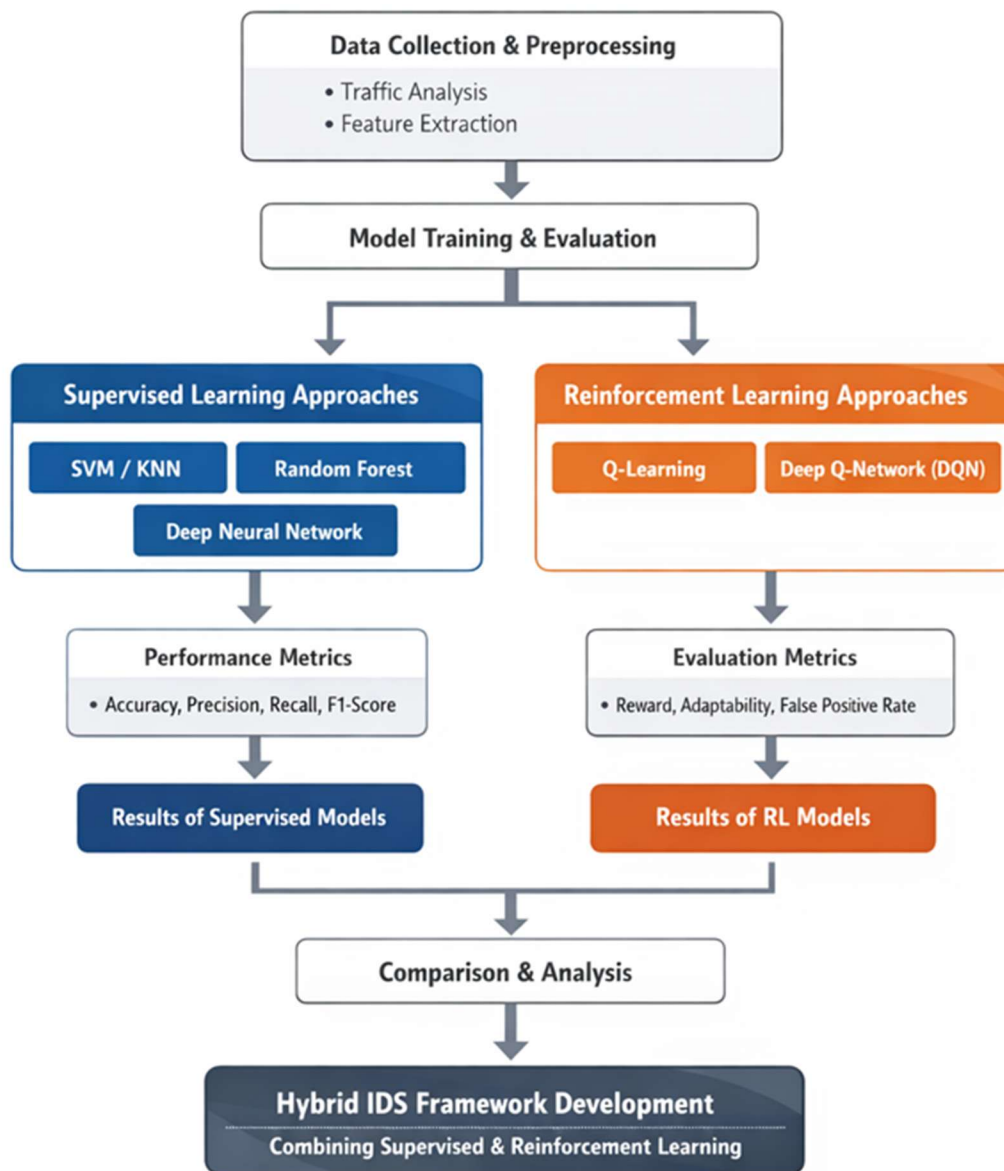 Data Collection & Preprocessing
• Traffic Analysis
• Feature Extraction
Model Training & Evaluation
Supervised Learning Approaches
SVM / KNN
Random Forest
Deep Neural Network
Reinforcement Learning Approaches
Q-Learning
Deep Q-Network (DQN)
Performance Metrics
• Accuracy, Precision, Recall, F1-Score
Evaluation Metrics
• Reward, Adaptability, False Positive Rate
Results of Supervised Models
Results of RL Models
Comparison & Analysis
Hybrid IDS Framework Development
Combining Supervised & Reinforcement Learning